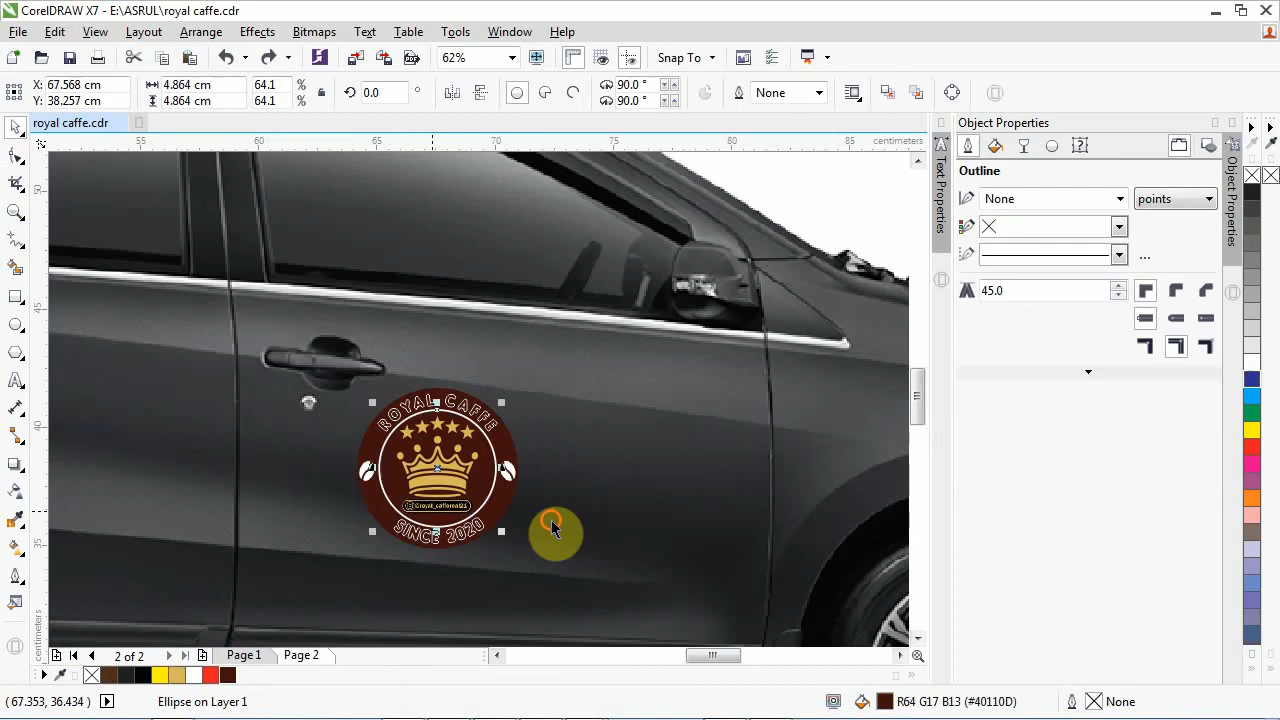 CorelDRAW X7 - E:\ASRUL\royal caffe.cdr
File Edit View Layout Arrange Effects Bitmaps Text Table Tools Window Help
62% Snap To
X: 67.568 cm 4.864 cm 64.1 % 0.0 ° 90.0 ° None
Y: 38.257 cm 4.864 cm 64.1 % 90.0 °
royal caffe.cdr Object Properties
55 60 65 70 75 80 85 centimeters
Outline
None points
45.0
50
45
40
35
centimeters
Text Properties
Object Properties
ROYAL CAFFE
SINCE 2020
2 of 2 Page 1 Page 2
( 67.353, 36.434 ) Ellipse on Layer 1 R64 G17 B13 (#40110D) None